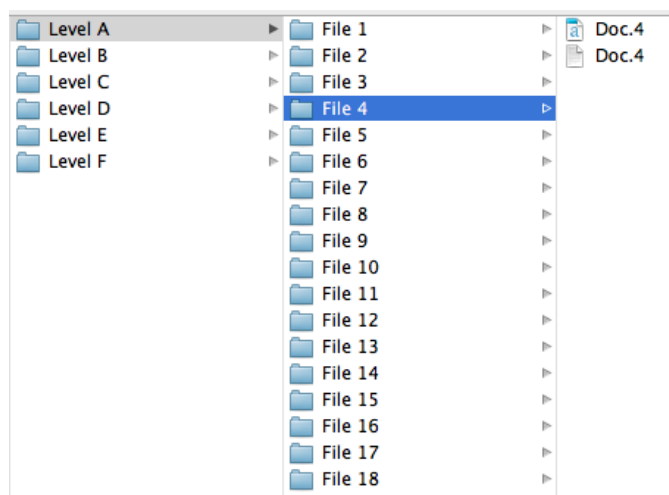 Level A
Level B
Level C
Level D
Level E
Level F
File 1
File 2
File 3
File 4
File 5
File 6
File 7
File 8
File 9
File 10
File 11
File 12
File 13
File 14
File 15
File 16
File 17
File 18
a Doc.4
Doc.4